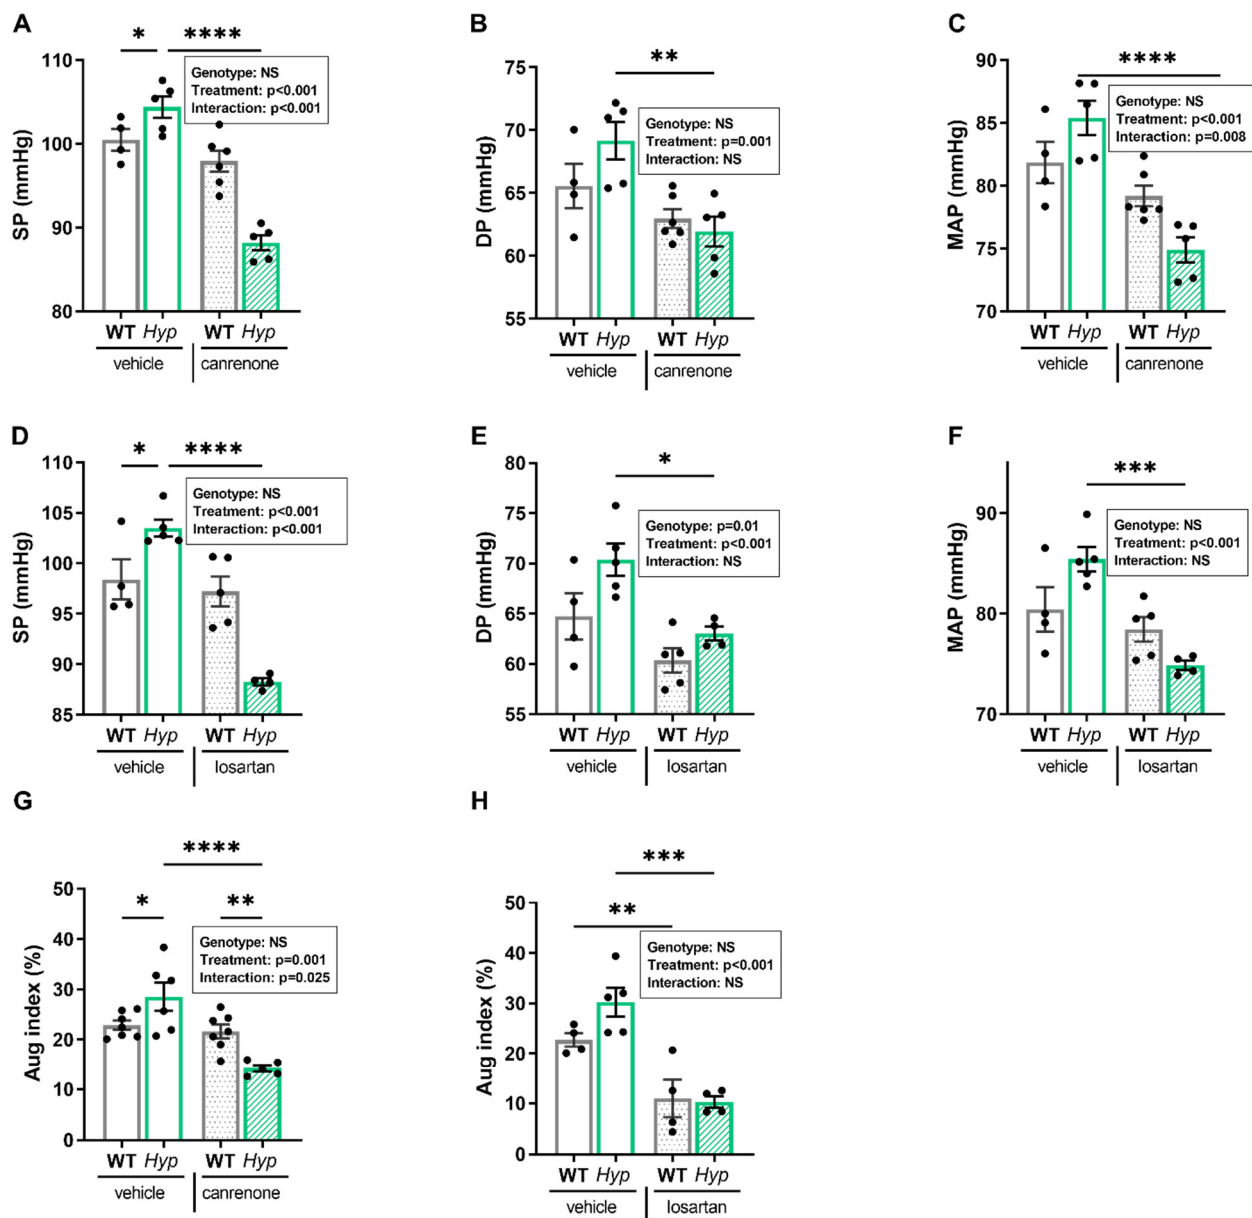 A
* ****
110
100
90
80
SP (mmHg)
Genotype: NS
Treatment: p<0.001
Interaction: p<0.001
WT Hyp WT Hyp
vehicle canrenone
B
**
75
70
65
60
55
DP (mmHg)
Genotype: NS
Treatment: p=0.001
Interaction: NS
WT Hyp WT Hyp
vehicle canrenone
C
****
90
85
80
75
70
MAP (mmHg)
Genotype: NS
Treatment: p<0.001
Interaction: p=0.008
WT Hyp WT Hyp
vehicle canrenone
D
* ****
110
105
100
95
90
85
SP (mmHg)
Genotype: NS
Treatment: p<0.001
Interaction: p<0.001
WT Hyp WT Hyp
vehicle losartan
E
*
80
75
70
65
60
55
DP (mmHg)
Genotype: p=0.01
Treatment: p<0.001
Interaction: NS
WT Hyp WT Hyp
vehicle losartan
F
***
90
80
70
MAP (mmHg)
Genotype: NS
Treatment: p<0.001
Interaction: NS
WT Hyp WT Hyp
vehicle losartan
G
****
* **
50
40
30
20
10
0
Aug index (%)
Genotype: NS
Treatment: p=0.001
Interaction: p=0.025
WT Hyp WT Hyp
vehicle canrenone
H
***
**
50
40
30
20
10
0
Aug index (%)
Genotype: NS
Treatment: p<0.001
Interaction: NS
WT Hyp WT Hyp
vehicle losartan